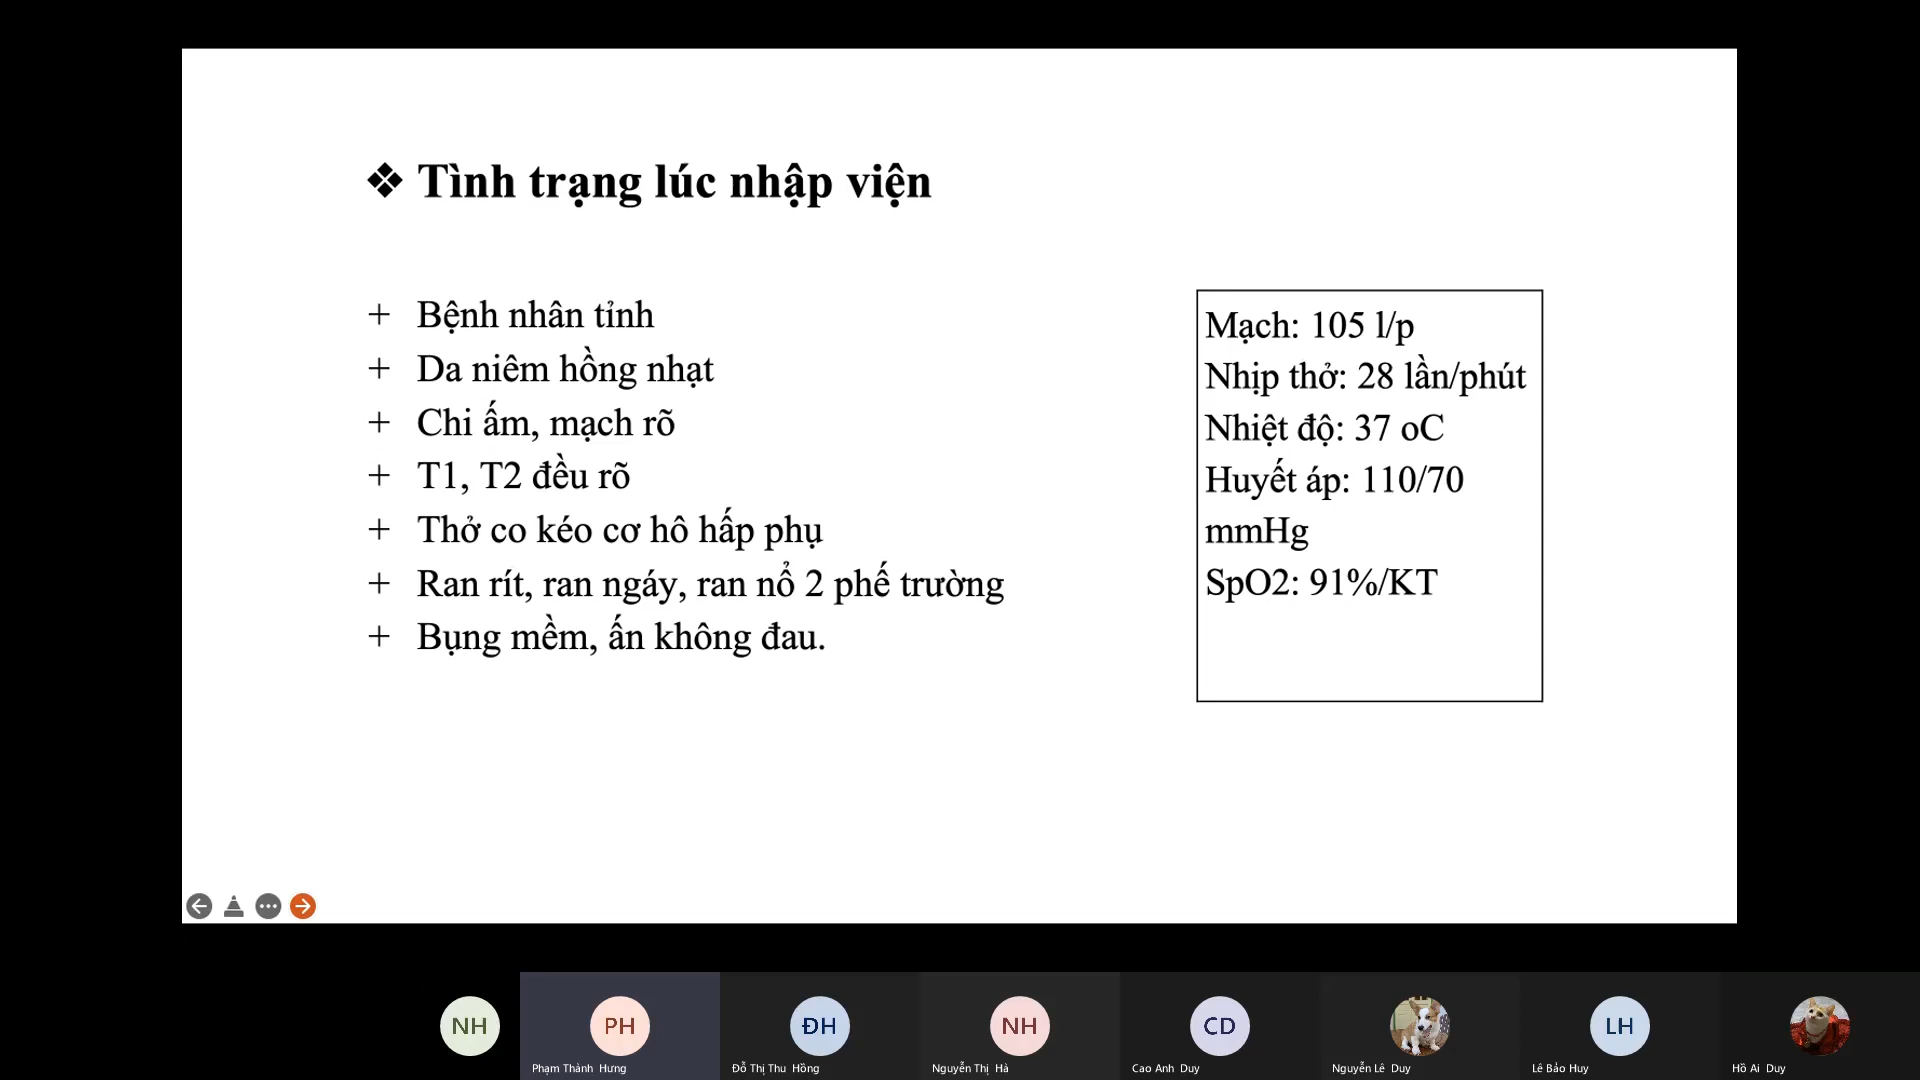 ❖ Tình trạng lúc nhập viện
+ Bệnh nhân tỉnh
+ Da niêm hồng nhạt
+ Chi ấm, mạch rõ
+ T1, T2 đều rõ
+ Thở co kéo cơ hô hấp phụ
+ Ran rít, ran ngáy, ran nổ 2 phế trường
+ Bụng mềm, ấn không đau.
Mạch: 105 l/p
Nhịp thở: 28 lần/phút
Nhiệt độ: 37 oC
Huyết áp: 110/70
mmHg
SpO2: 91%/KT
NH
PH
ĐH
NH
CD
LH
Phạm Thành Hưng
Đỗ Thị Thu Hồng
Nguyễn Thị Hà
Cao Anh Duy
Nguyễn Lê Duy
Lê Bảo Huy
Hồ Ai Duy